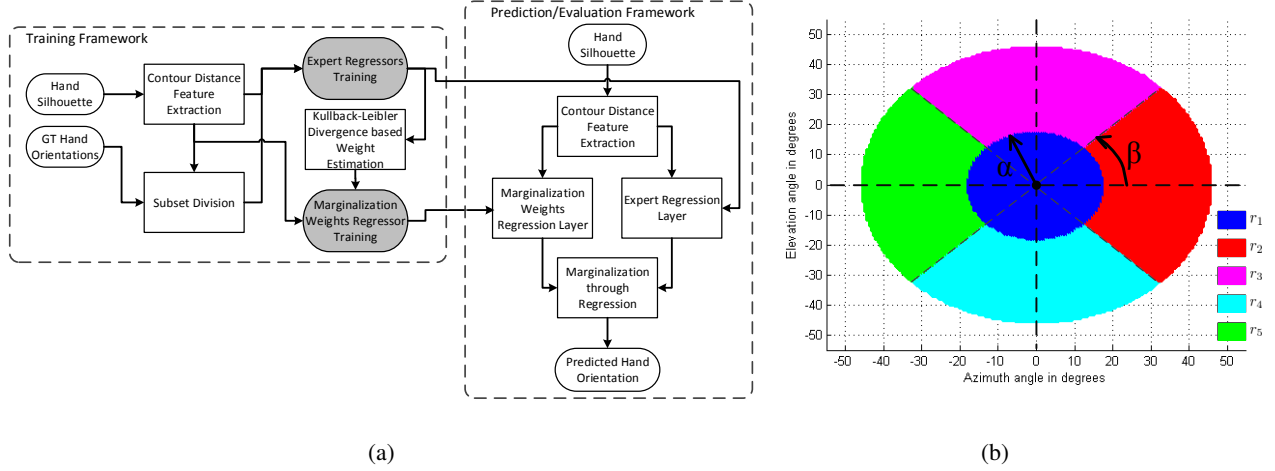 Training Framework
Hand
Silhouette
GT Hand
Orientations
Contour Distance
Feature
Extraction
Subset Division
Expert Regressors
Training
Kullback-Leibler
Divergence based
Weight
Estimation
Marginalization
Weights Regressor
Training
Prediction/Evaluation Framework
Hand
Silhouette
Contour Distance
Feature
Extraction
Marginalization
Weights
Regression Layer
Expert Regression
Layer
Marginalization
through
Regression
Predicted Hand
Orientation
(a)
Elevation angle in degrees
50
40
30
20
10
0
-10
-20
-30
-40
-50
α
β
r1
r2
r3
r4
r5
-50 -40 -30 -20 -10 0 10 20 30 40 50
Azimuth angle in degrees
(b)